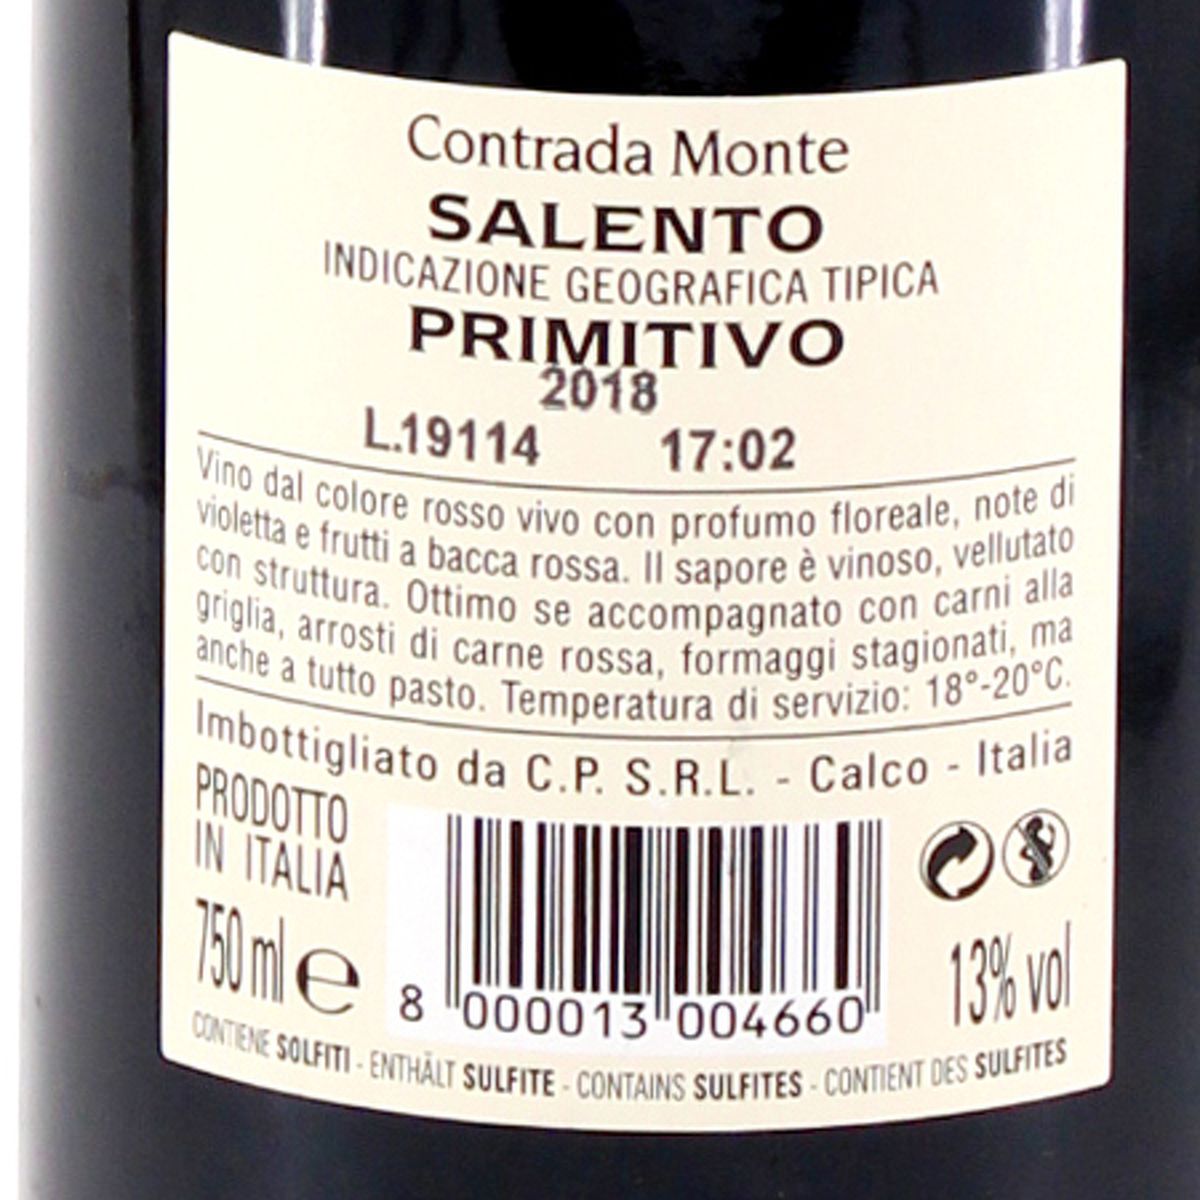 Contrada Monte
SALENTO
INDICAZIONE GEOGRAFICA TIPICA
PRIMITIVO
2018
L.19114 17:02
Vino dal colore rosso vivo con profumo floreale, note di
violetta e frutti a bacca rossa. Il sapore è vinoso, vellutato
con struttura. Ottimo se accompagnato con carni alla
griglia, arrosti di carne rossa, formaggi stagionati, ma
anche a tutto pasto. Temperatura di servizio: 18°-20°C.
Imbottigliato da C.P. S.R.L. - Calco - Italia
PRODOTTO
IN ITALIA
750 ml e
8 000013 004660
13% vol
CONTIENE SOLFITI - ENTHÄLT SULFITE - CONTAINS SULFITES - CONTIENT DES SULFITES